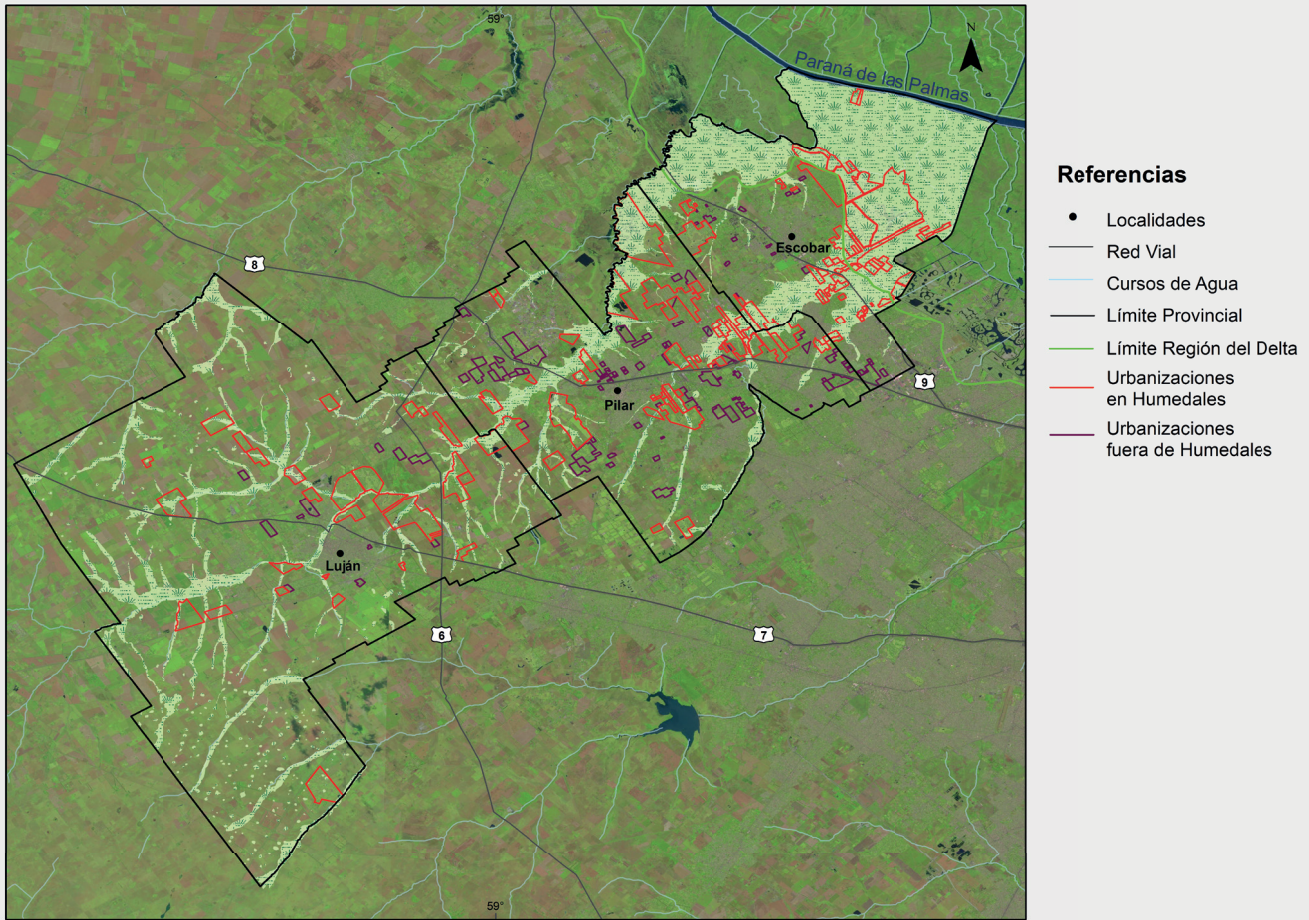 59°
N
Paraná de las Palmas
8
Escobar
9
Pilar
Luján
6
7
59°
Referencias
Localidades
Red Vial
Cursos de Agua
Límite Provincial
Límite Región del Delta
Urbanizaciones
en Humedales
Urbanizaciones
fuera de Humedales